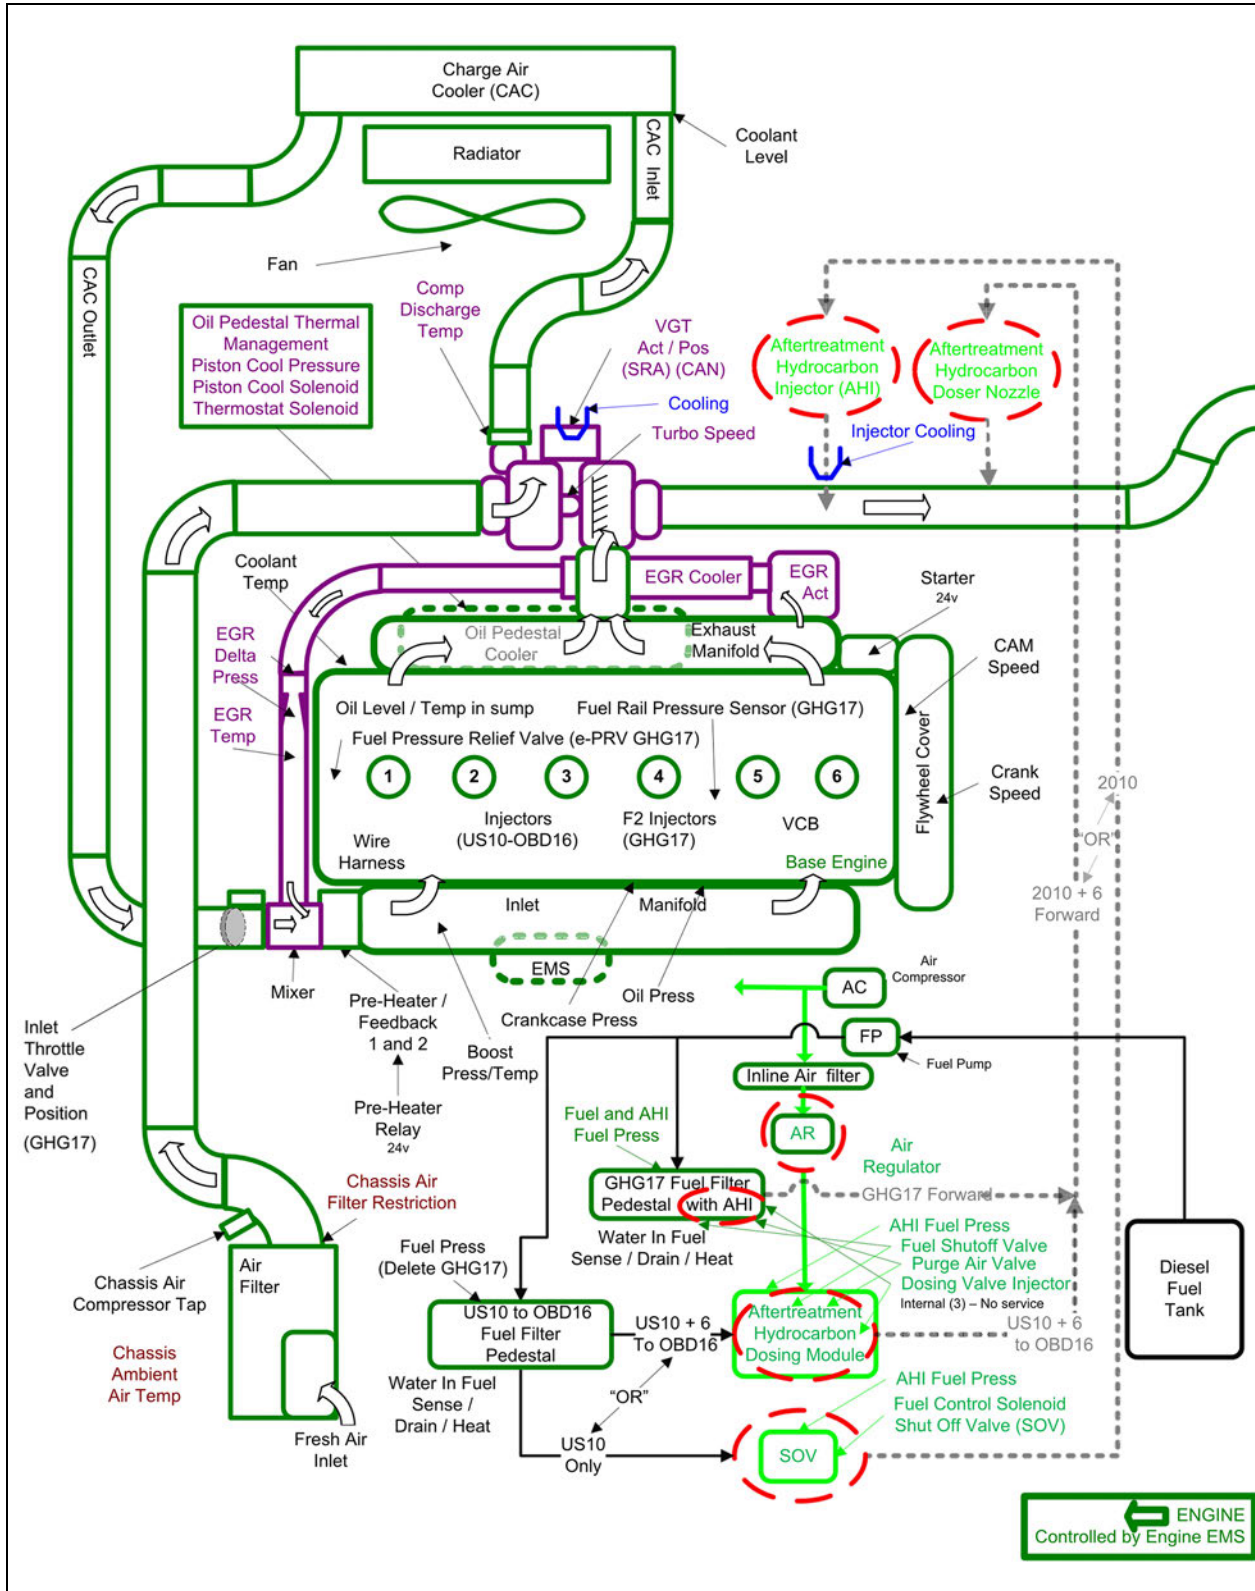 Charge Air
Cooler (CAC)
Radiator
CAC Inlet
Coolant
Level
Fan
CAC Outlet
Oil Pedestal Thermal
Management
Piston Cool Pressure
Piston Cool Solenoid
Thermostat Solenoid
Comp
Discharge
Temp
VGT
Act / Pos
(SRA) (CAN)
Cooling
Turbo Speed
Aftertreatment
Hydrocarbon
Injector (AHI)
Aftertreatment
Hydrocarbon
Doser Nozzle
Injector Cooling
Coolant
Temp
EGR Cooler
EGR
Act
Starter
24v
EGR
Delta
Press
Oil Pedestal
Cooler
Exhaust
Manifold
CAM
Speed
EGR
Temp
Oil Level / Temp in sump
Fuel Rail Pressure Sensor (GHG17)
Fuel Pressure Relief Valve (e-PRV GHG17)
1
2
3
4
5
6
Flywheel Cover
Crank
Speed
2010
"OR"
2010 + 6
Forward
Injectors
(US10-OBD16)
F2 Injectors
(GHG17)
VCB
Wire
Harness
Base Engine
Inlet
Manifold
EMS
Mixer
Oil Press
Crankcase Press
Pre-Heater /
Feedback
1 and 2
Boost
Press/Temp
Pre-Heater
Relay
24v
Inlet
Throttle
Valve
and
Position
(GHG17)
AC
Air
Compressor
FP
Fuel Pump
Inline Air filter
Fuel and AHI
Fuel Press
AR
Air
Regulator
GHG17 Fuel Filter
Pedestal with AHI
GHG17 Forward
Water In Fuel
Sense / Drain / Heat
AHI Fuel Press
Fuel Shutoff Valve
Purge Air Valve
Dosing Valve Injector
Internal (3) – No service
Chassis Air
Filter Restriction
Air
Filter
Chassis Air
Compressor Tap
Chassis
Ambient
Air Temp
Fresh Air
Inlet
Fuel Press
(Delete GHG17)
US10 to OBD16
Fuel Filter
Pedestal
Water In Fuel
Sense /
Drain / Heat
US10 + 6
To OBD16
"OR"
US10
Only
Aftertreatment
Hydrocarbon
Dosing Module
US10 + 6
to OBD16
Diesel
Fuel
Tank
AHI Fuel Press
Fuel Control Solenoid
Shut Off Valve (SOV)
SOV
ENGINE
Controlled by Engine EMS